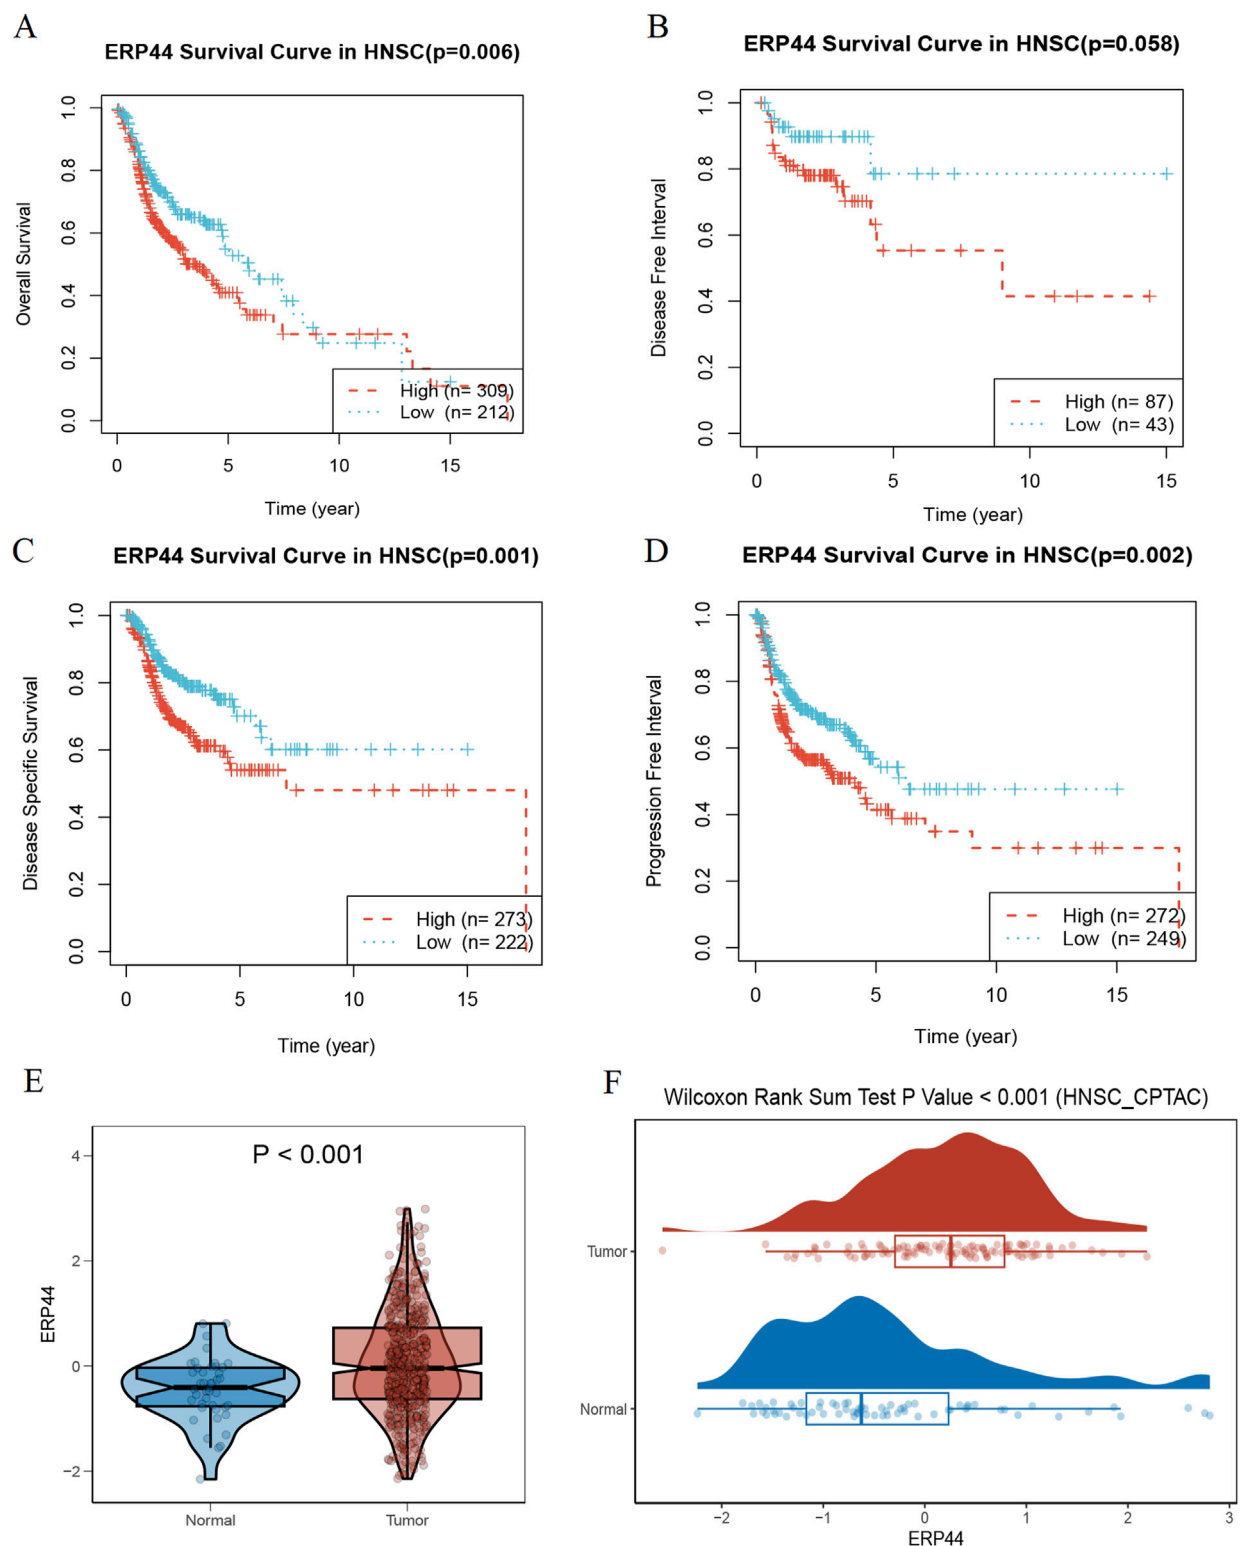 A
ERP44 Survival Curve in HNSC(p=0.006)
Overall Survival
1.0
0.8
0.6
0.4
0.2
0.0
High (n= 309)
Low (n= 212)
0 5 10 15
Time (year)
B
ERP44 Survival Curve in HNSC(p=0.058)
Disease Free Interval
1.0
0.8
0.6
0.4
0.2
0.0
High (n= 87)
Low (n= 43)
0 5 10 15
Time (year)
C
ERP44 Survival Curve in HNSC(p=0.001)
Disease Specific Survival
1.0
0.8
0.6
0.4
0.2
0.0
High (n= 273)
Low (n= 222)
0 5 10 15
Time (year)
D
ERP44 Survival Curve in HNSC(p=0.002)
Progression Free Interval
1.0
0.8
0.6
0.4
0.2
0.0
High (n= 272)
Low (n= 249)
0 5 10 15
Time (year)
E
P < 0.001
ERP44
4
2
0
−2
Normal Tumor
F
Wilcoxon Rank Sum Test P Value < 0.001 (HNSC_CPTAC)
Tumor
Normal
−2 −1 0 1 2 3
ERP44